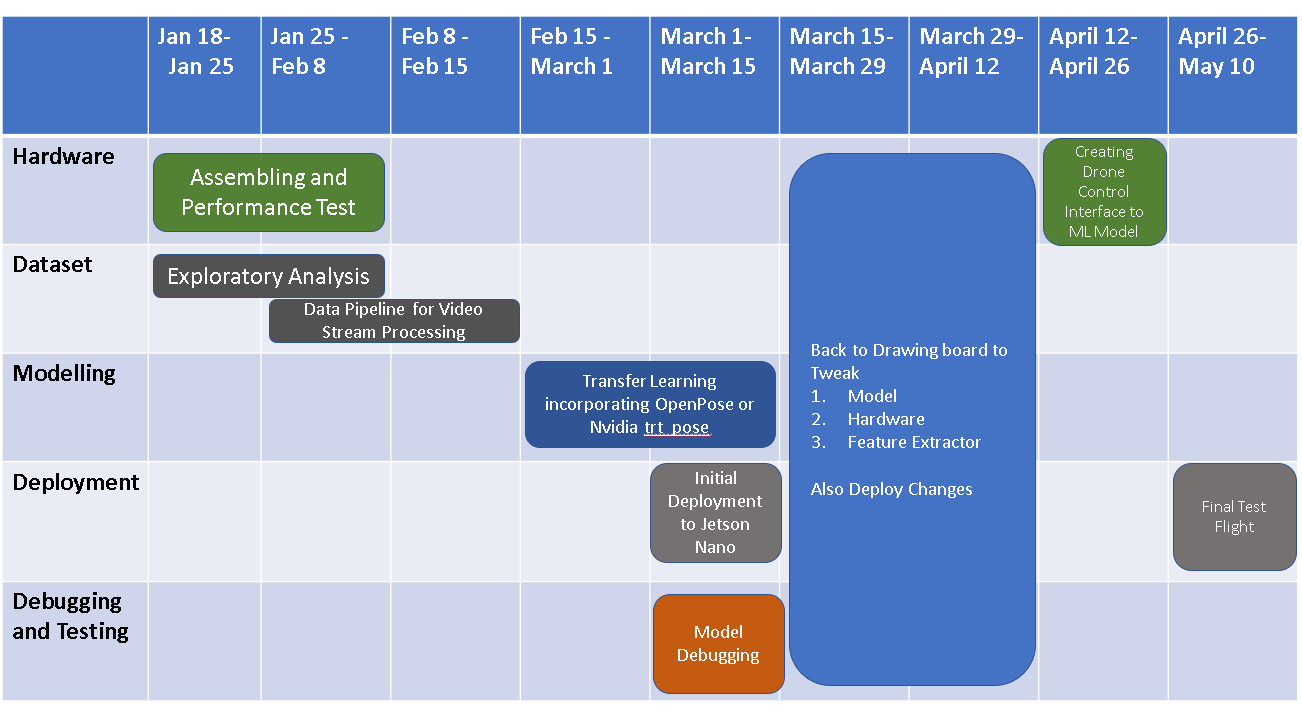 Jan 18-
Jan 25
Jan 25 -
Feb 8
Feb 8 -
Feb 15
Feb 15 -
March 1
March 1-
March 15
March 15-
March 29
March 29-
April 12
April 12-
April 26
April 26-
May 10
Hardware
Assembling and
Performance Test
Creating
Drone
Control
Interface to
ML Model
Dataset
Exploratory Analysis
Data Pipeline for Video
Stream Processing
Modelling
Transfer Learning
incorporating OpenPose or
Nvidia trt_pose
Back to Drawing board to
Tweak
1. Model
2. Hardware
3. Feature Extractor
Also Deploy Changes
Deployment
Initial
Deployment
to Jetson
Nano
Final Test
Flight
Debugging
and Testing
Model
Debugging